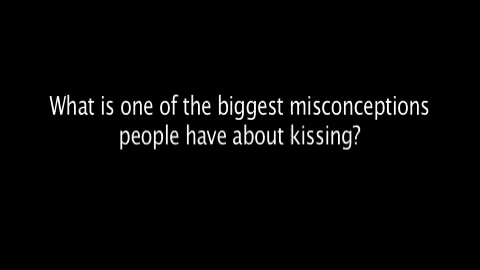 What is one of the biggest misconceptions
people have about kissing?